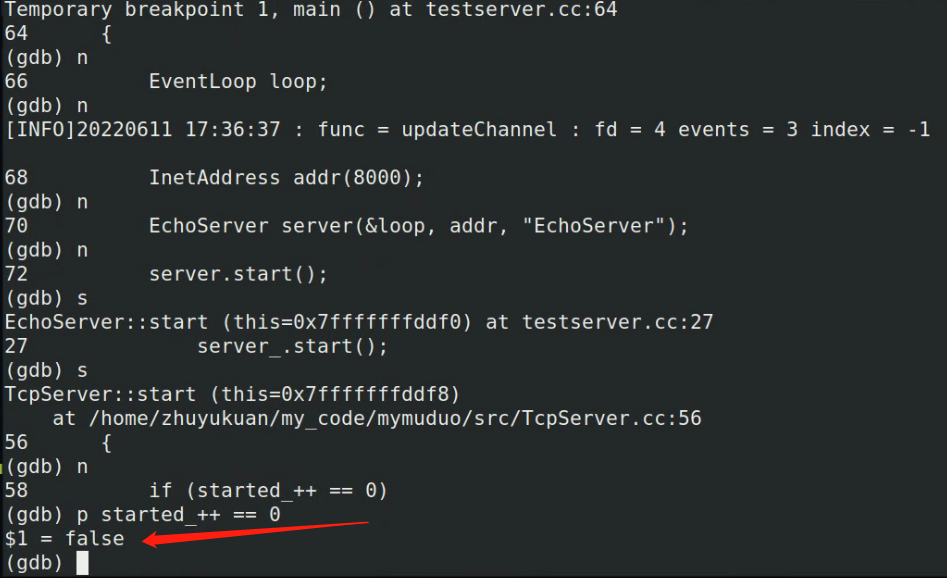 Temporary breakpoint 1, main () at testserver.cc:64
64      {
(gdb) n
66          EventLoop loop;
(gdb) n
[INFO]20220611 17:36:37 : func = updateChannel : fd = 4 events = 3 index = -1
68          InetAddress addr(8000);
(gdb) n
70          EchoServer server(&loop, addr, "EchoServer");
(gdb) n
72          server.start();
(gdb) s
EchoServer::start (this=0x7fffffffddf0) at testserver.cc:27
27              server_.start();
(gdb) s
TcpServer::start (this=0x7fffffffddf8)
    at /home/zhuyukuan/my_code/mymuduo/src/TcpServer.cc:56
56      {
(gdb) n
58          if (started_++ == 0)
(gdb) p started_++ == 0
$1 = false
(gdb)